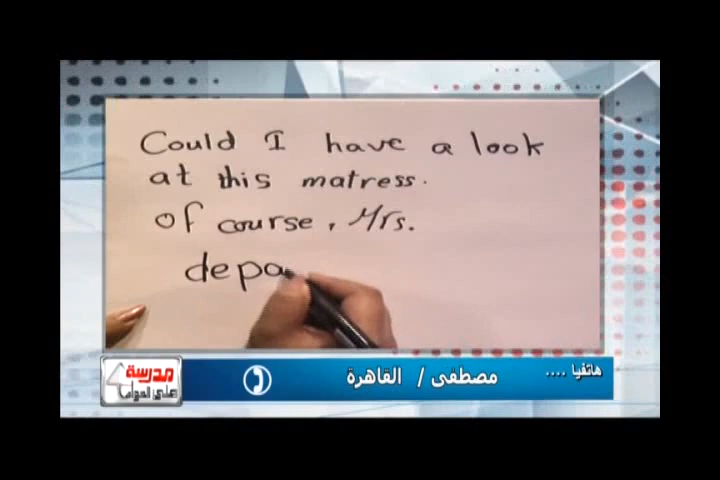 Could I have a look
at this matress.
of course, Mrs.
depa
هاتفيا ....
مصطفى / القاهرة
مدرسة
على الهواء